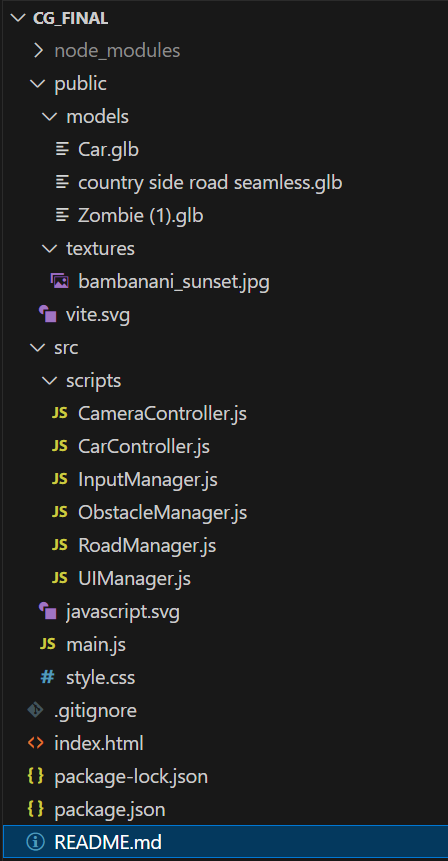 CG_FINAL
node_modules
public
models
Car.glb
country side road seamless.glb
Zombie (1).glb
textures
bambanani_sunset.jpg
vite.svg
src
scripts
JS CameraController.js
JS CarController.js
JS InputManager.js
JS ObstacleManager.js
JS RoadManager.js
JS UIManager.js
javascript.svg
JS main.js
# style.css
.gitignore
<> index.html
{} package-lock.json
{} package.json
README.md